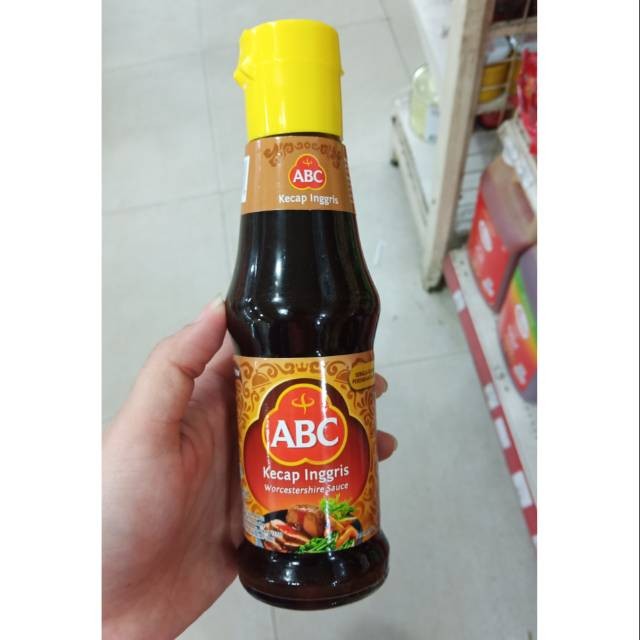 ABC
Kecap Inggris
ABC
Kecap Inggris
Worcestershire Sauce